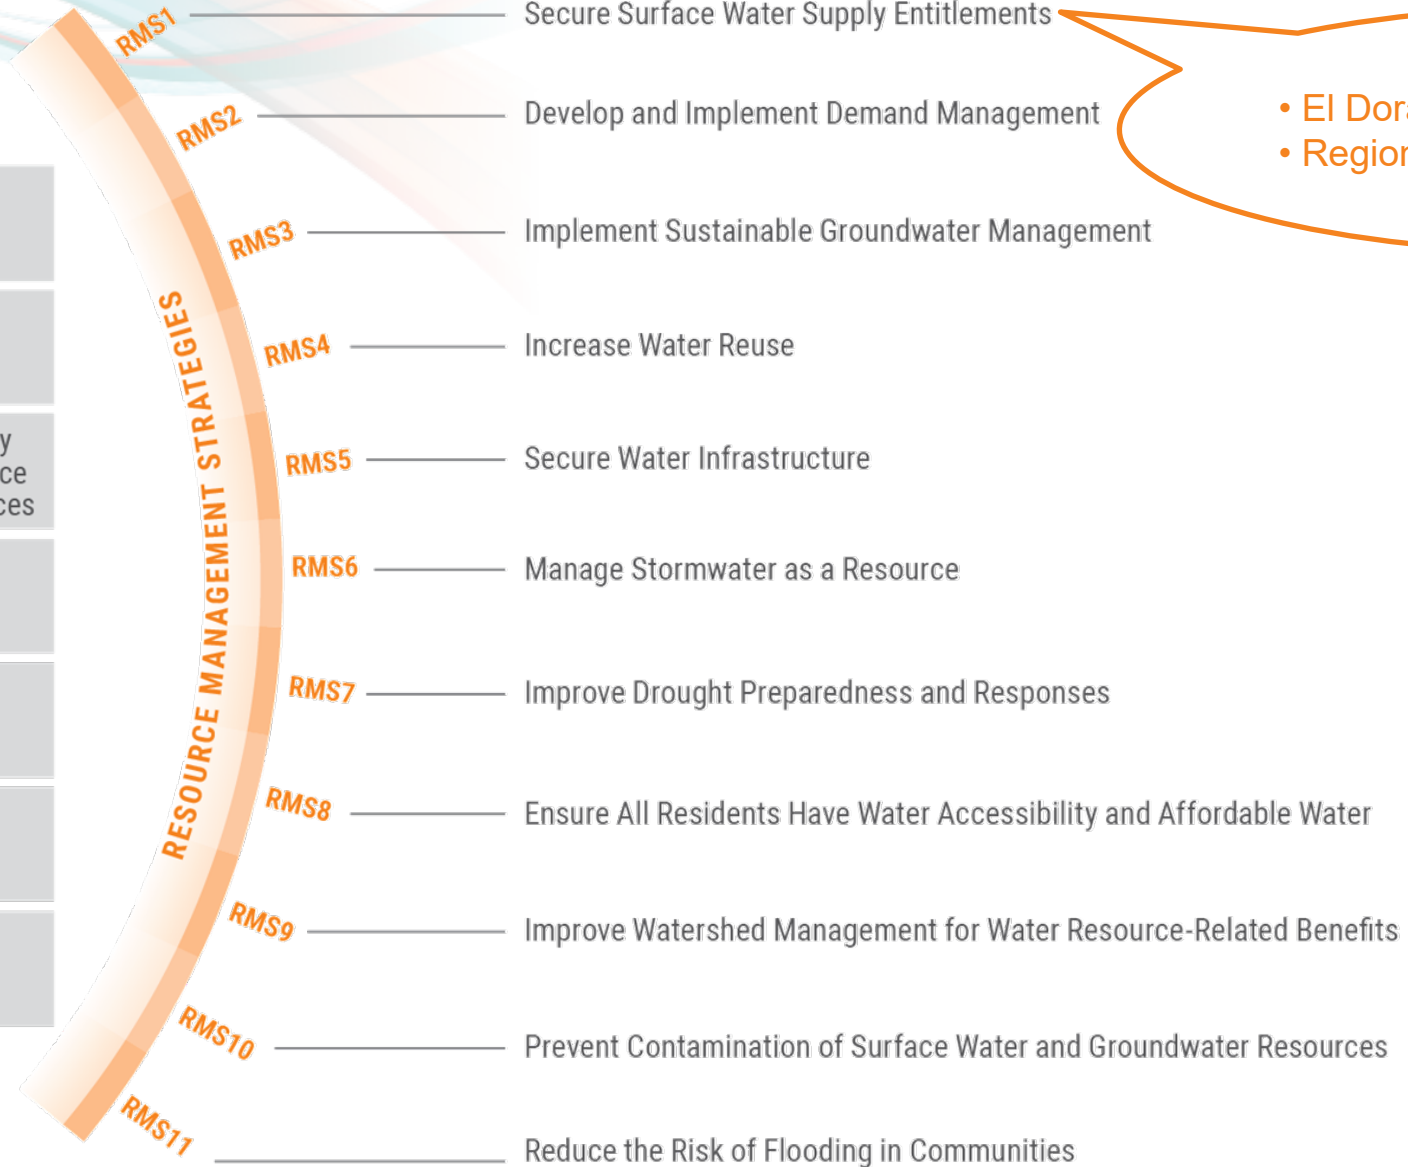 RMS1
Secure Surface Water Supply Entitlements
RMS2
Develop and Implement Demand Management
• El
• 
RMS3
Implement Sustainable Groundwater Management
RMS4
Increase Water Reuse
RMS5
Secure Water Infrastructure
RMS6
Manage Stormwater as a Resource
RMS7
Improve Drought Preparedness and Responses
RMS8
Ensure All Residents Have Water Accessibility and Affordable Water
RMS9
Improve Watershed Management for Water Resource-Related Benefits
RMS10
Prevent Contamination of Surface Water and Groundwater Resources
RMS11
Reduce the Risk of Flooding in Communities
RESOURCE MANAGEMENT STRATEGIES